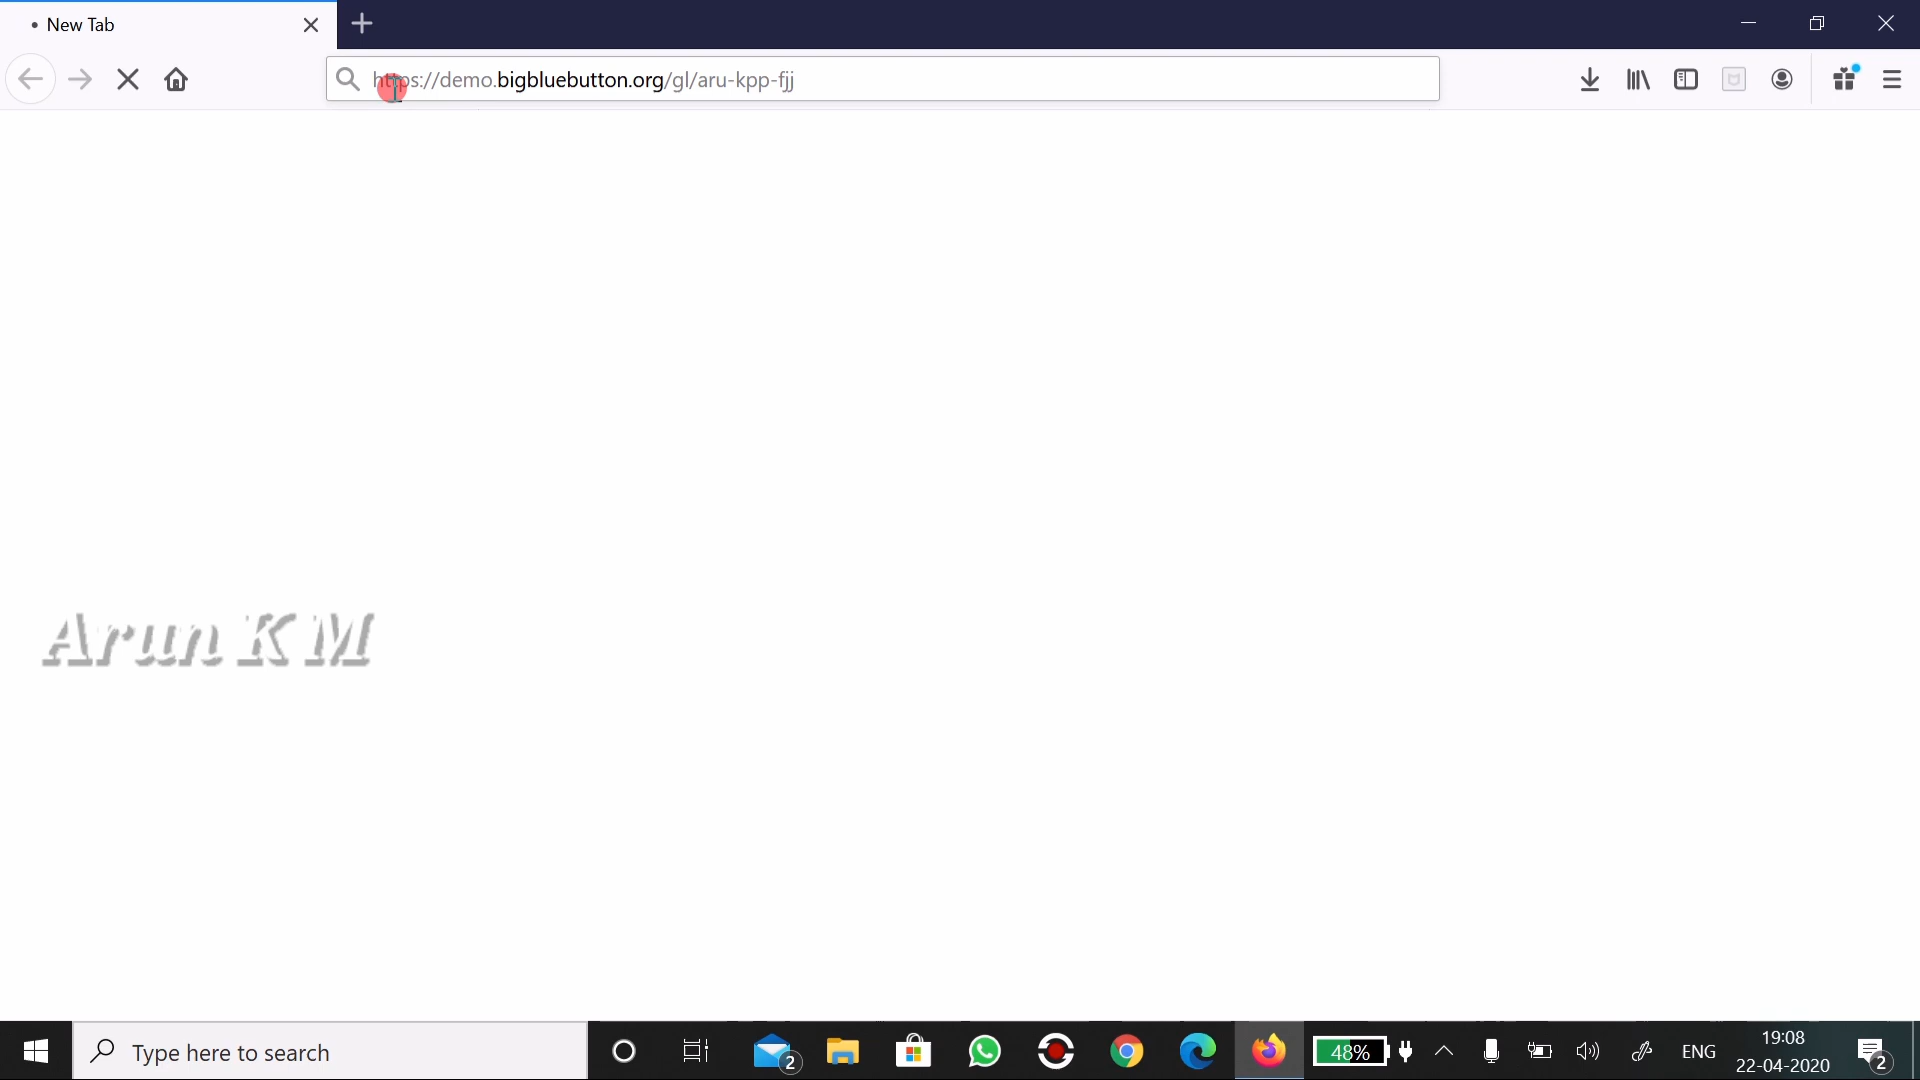 New Tab
https://demo.bigbluebutton.org/gl/aru-kpp-fjj
Arun K M
Type here to search
2
48%
ENG
19:08
22-04-2020
2